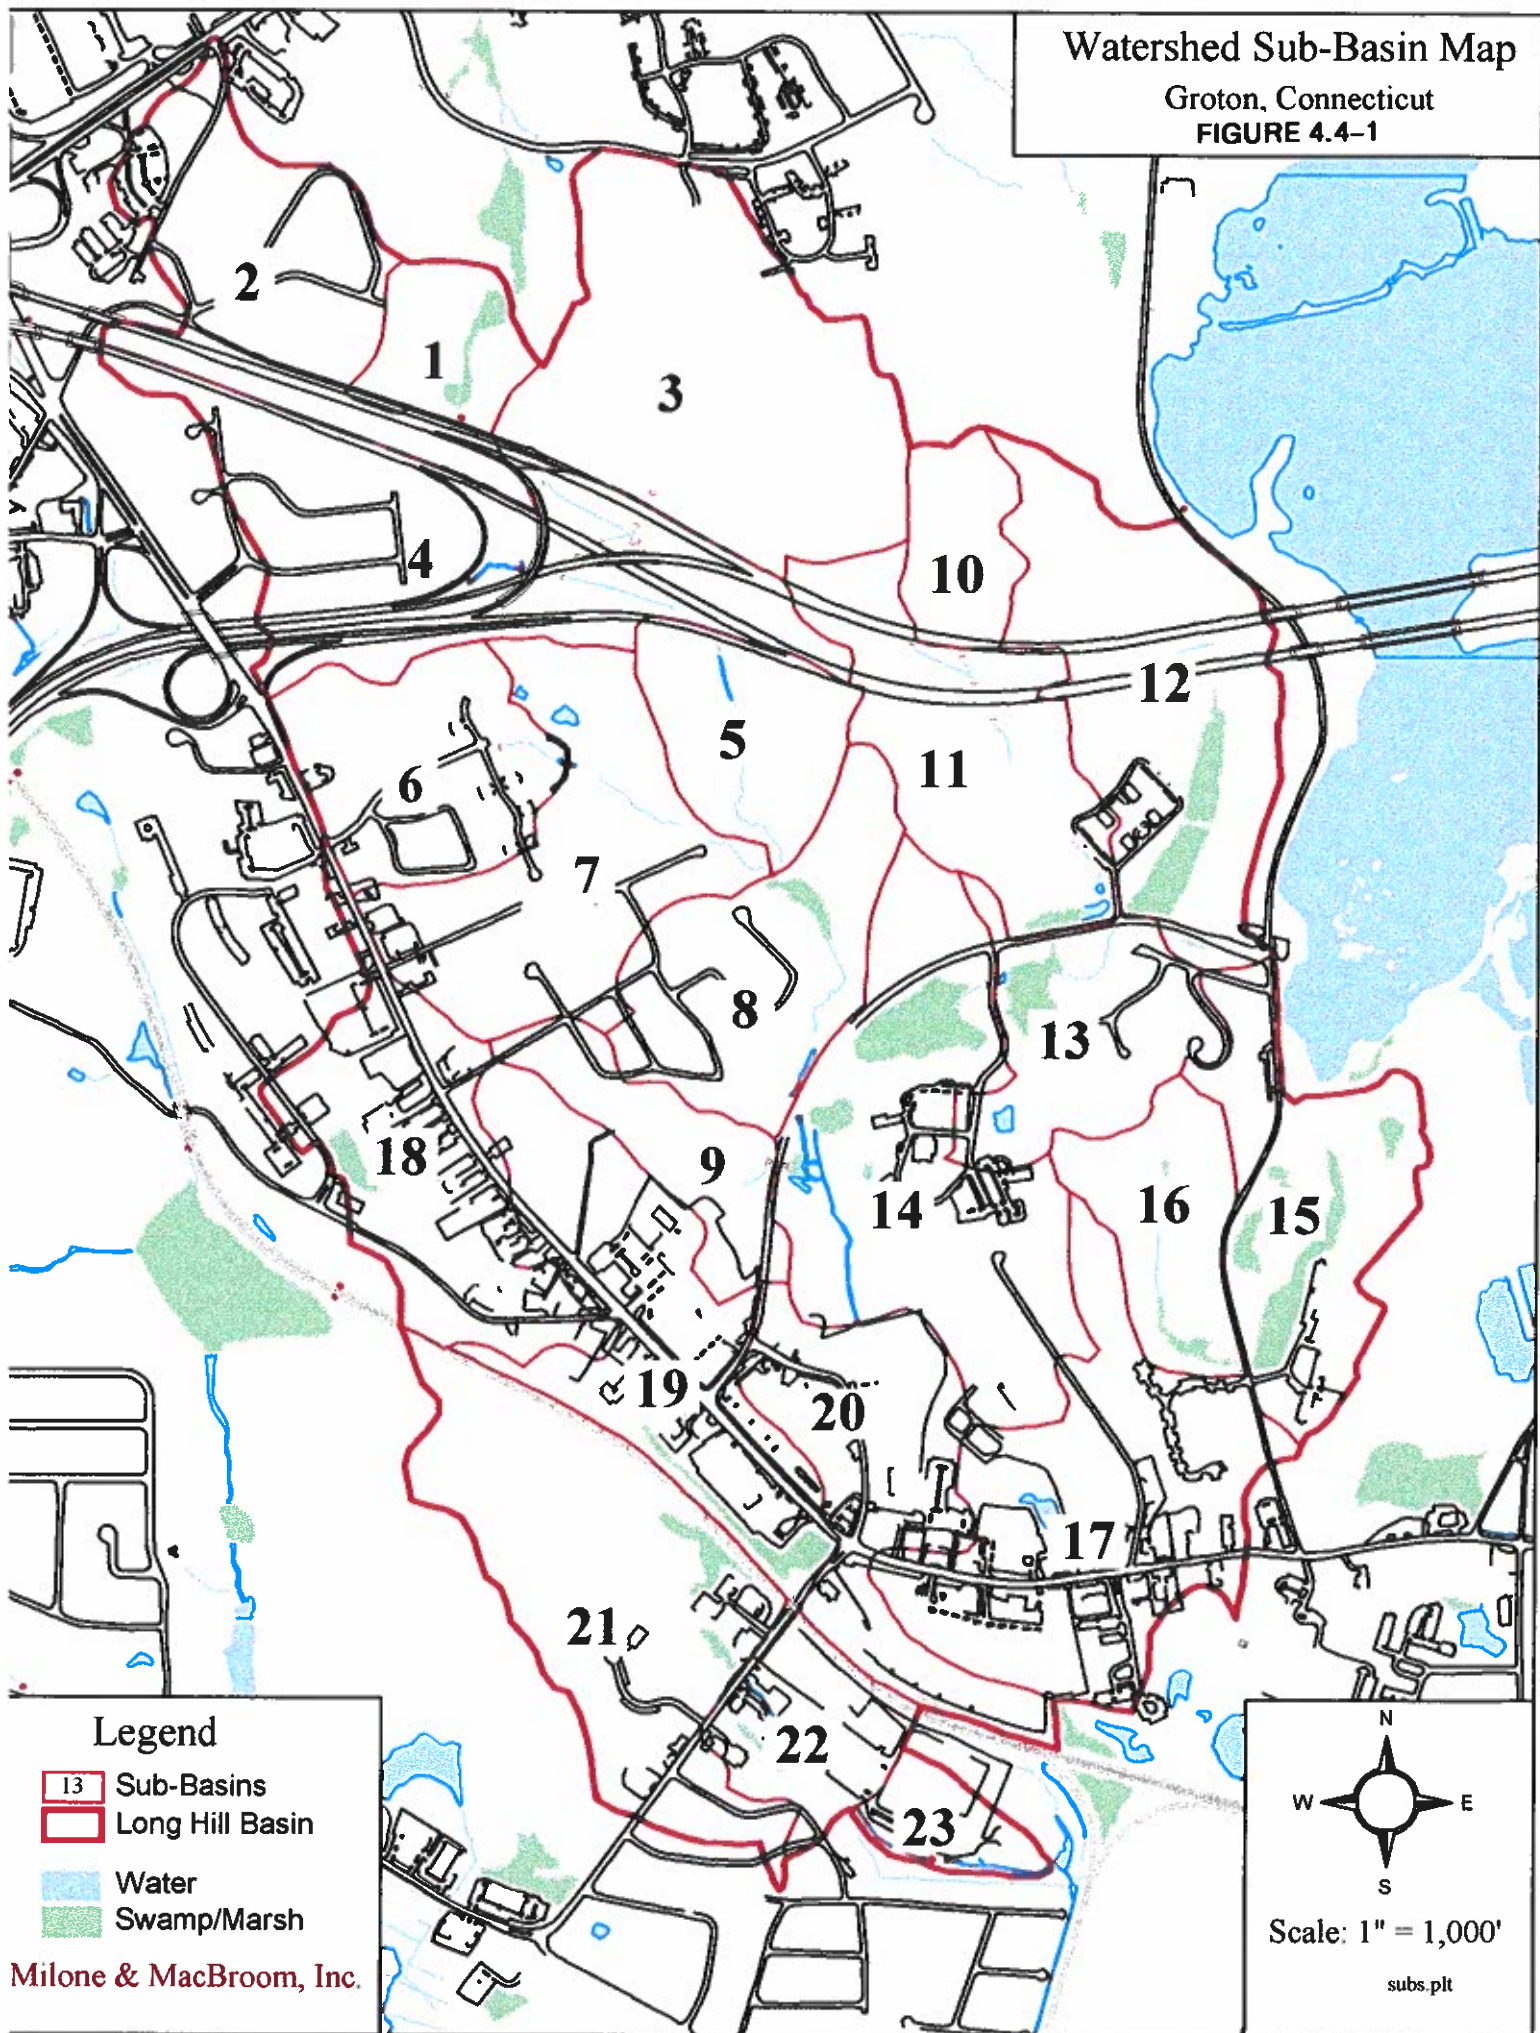 Watershed Sub-Basin Map
Groton, Connecticut
FIGURE 4.4-1
2
1
3
4
10
12
5
11
6
7
8
13
9
18
14
16
15
19
20
17
21
22
23
Legend
13 Sub-Basins
Long Hill Basin
Water
Swamp/Marsh
Milone & MacBroom, Inc.
N
W E
S
Scale: 1" = 1,000'
subs.plt